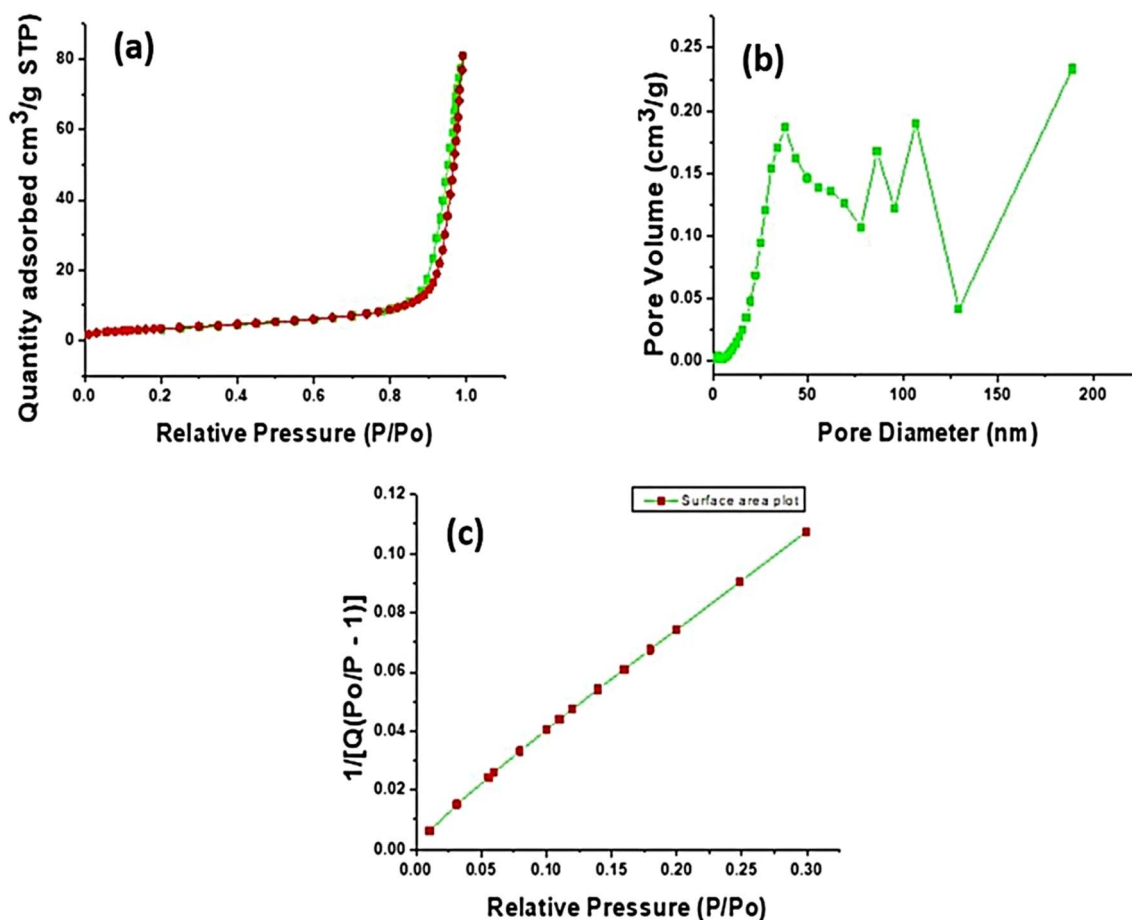 (a)
Quantity adsorbed cm³/g STP)
80
60
40
20
0
0.0 0.2 0.4 0.6 0.8 1.0
Relative Pressure (P/Po)
(b)
Pore Volume (cm³/g)
0.25
0.20
0.15
0.10
0.05
0.00
0 50 100 150 200
Pore Diameter (nm)
(c)
Surface area plot
1/[Q(Po/P - 1)]
0.12
0.10
0.08
0.06
0.04
0.02
0.00
0.00 0.05 0.10 0.15 0.20 0.25 0.30
Relative Pressure (P/Po)